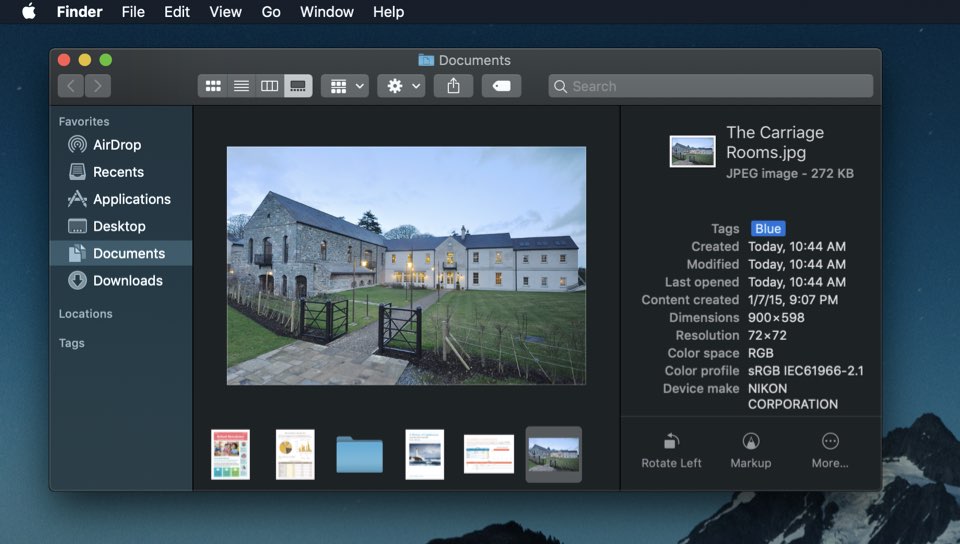 Finder File Edit View Go Window Help
Documents
Search
Favorites
AirDrop
Recents
Applications
Desktop
Documents
Downloads
Locations
Tags
The Carriage
Rooms.jpg
JPEG image - 272 KB
Tags Blue
Created Today, 10:44 AM
Modified Today, 10:44 AM
Last opened Today, 10:44 AM
Content created 1/7/15, 9:07 PM
Dimensions 900×598
Resolution 72×72
Color space RGB
Color profile sRGB IEC61966-2.1
Device make NIKON
CORPORATION
Rotate Left Markup More...